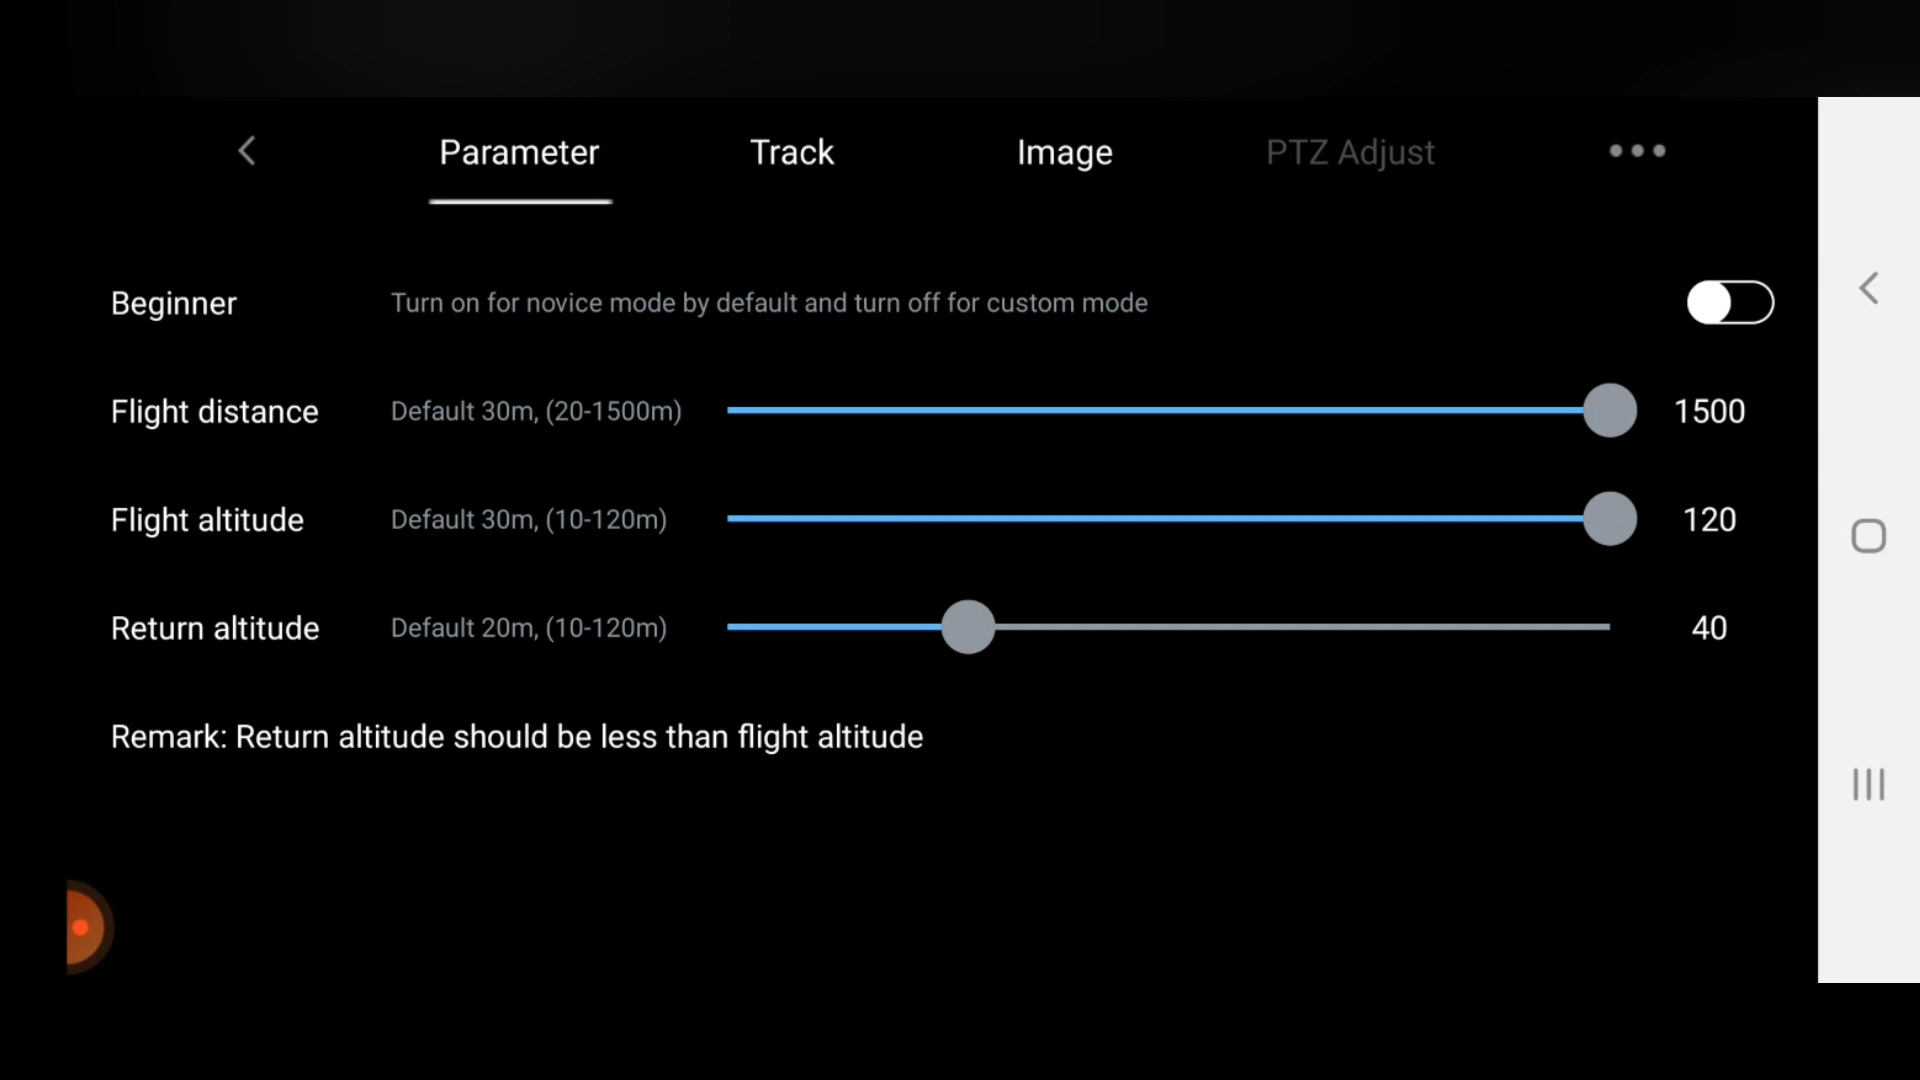 Parameter Track Image PTZ Adjust
Beginner Turn on for novice mode by default and turn off for custom mode
Flight distance Default 30m, (20-1500m) 1500
Flight altitude Default 30m, (10-120m) 120
Return altitude Default 20m, (10-120m) 40
Remark: Return altitude should be less than flight altitude